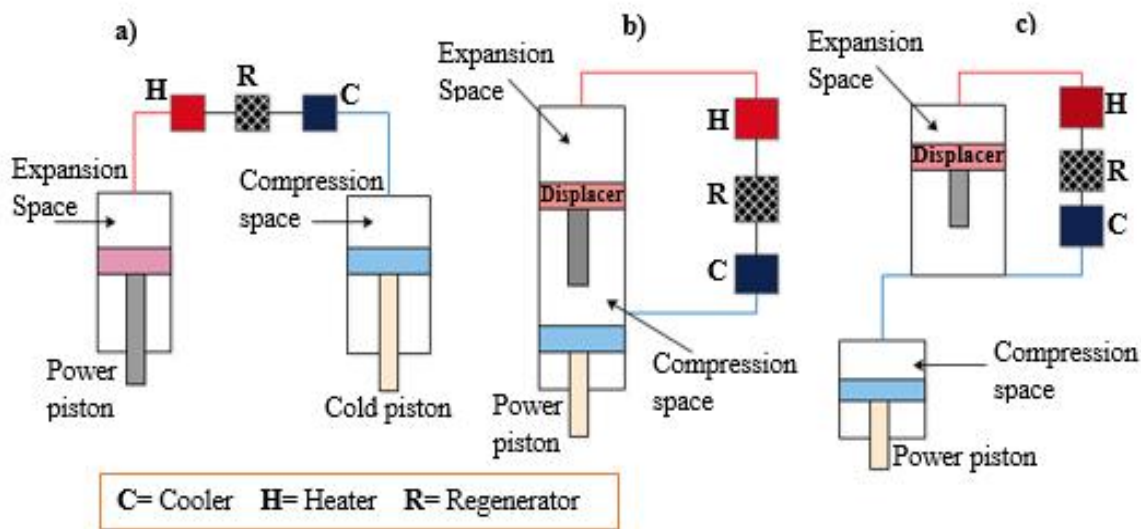 a)
H
R
C
Expansion
Space
Compression
space
Power
piston
Cold piston
b)
Expansion
Space
Displacer
H
R
C
Compression
space
Power
piston
c)
Expansion
Space
Displacer
H
R
C
Compression
space
Power piston
C= Cooler H= Heater R= Regenerator